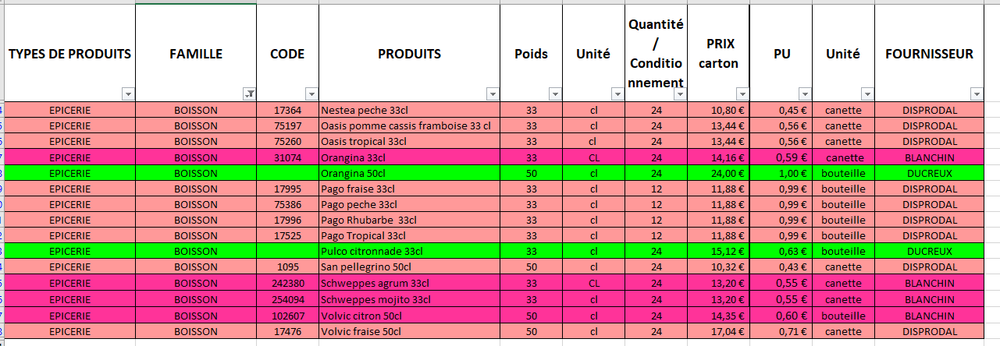 TYPES DE PRODUITS FAMILLE CODE PRODUITS Poids Unité Quantité / Conditio nnement PRIX carton PU Unité FOURNISSEUR
EPICERIE BOISSON 17364 Nestea peche 33cl 33 cl 24 10,80 € 0,45 € canette DISPRODAL
EPICERIE BOISSON 75197 Oasis pomme cassis framboise 33 cl 33 cl 24 13,44 € 0,56 € canette DISPRODAL
EPICERIE BOISSON 75260 Oasis tropical 33cl 33 cl 24 13,44 € 0,56 € canette DISPRODAL
EPICERIE BOISSON 31074 Orangina 33cl 33 CL 24 14,16 € 0,59 € canette BLANCHIN
EPICERIE BOISSON Orangina 50cl 50 cl 24 24,00 € 1,00 € bouteille DUCREUX
EPICERIE BOISSON 17995 Pago fraise 33cl 33 cl 12 11,88 € 0,99 € bouteille DISPRODAL
EPICERIE BOISSON 75386 Pago peche 33cl 33 cl 12 11,88 € 0,99 € bouteille DISPRODAL
EPICERIE BOISSON 17996 Pago Rhubarbe 33cl 33 cl 12 11,88 € 0,99 € bouteille DISPRODAL
EPICERIE BOISSON 17525 Pago Tropical 33cl 33 cl 12 11,88 € 0,99 € bouteille DISPRODAL
EPICERIE BOISSON Pulco citronnade 33cl 33 cl 24 15,12 € 0,63 € bouteille DUCREUX
EPICERIE BOISSON 1095 San pellegrino 50cl 50 cl 24 10,32 € 0,43 € canette DISPRODAL
EPICERIE BOISSON 242380 Schweppes agrum 33cl 33 CL 24 13,20 € 0,55 € canette BLANCHIN
EPICERIE BOISSON 254094 Schweppes mojito 33cl 33 cl 24 13,20 € 0,55 € canette BLANCHIN
EPICERIE BOISSON 102607 Volvic citron 50cl 50 cl 24 14,35 € 0,60 € bouteille BLANCHIN
EPICERIE BOISSON 17476 Volvic fraise 50cl 50 cl 24 17,04 € 0,71 € canette DISPRODAL